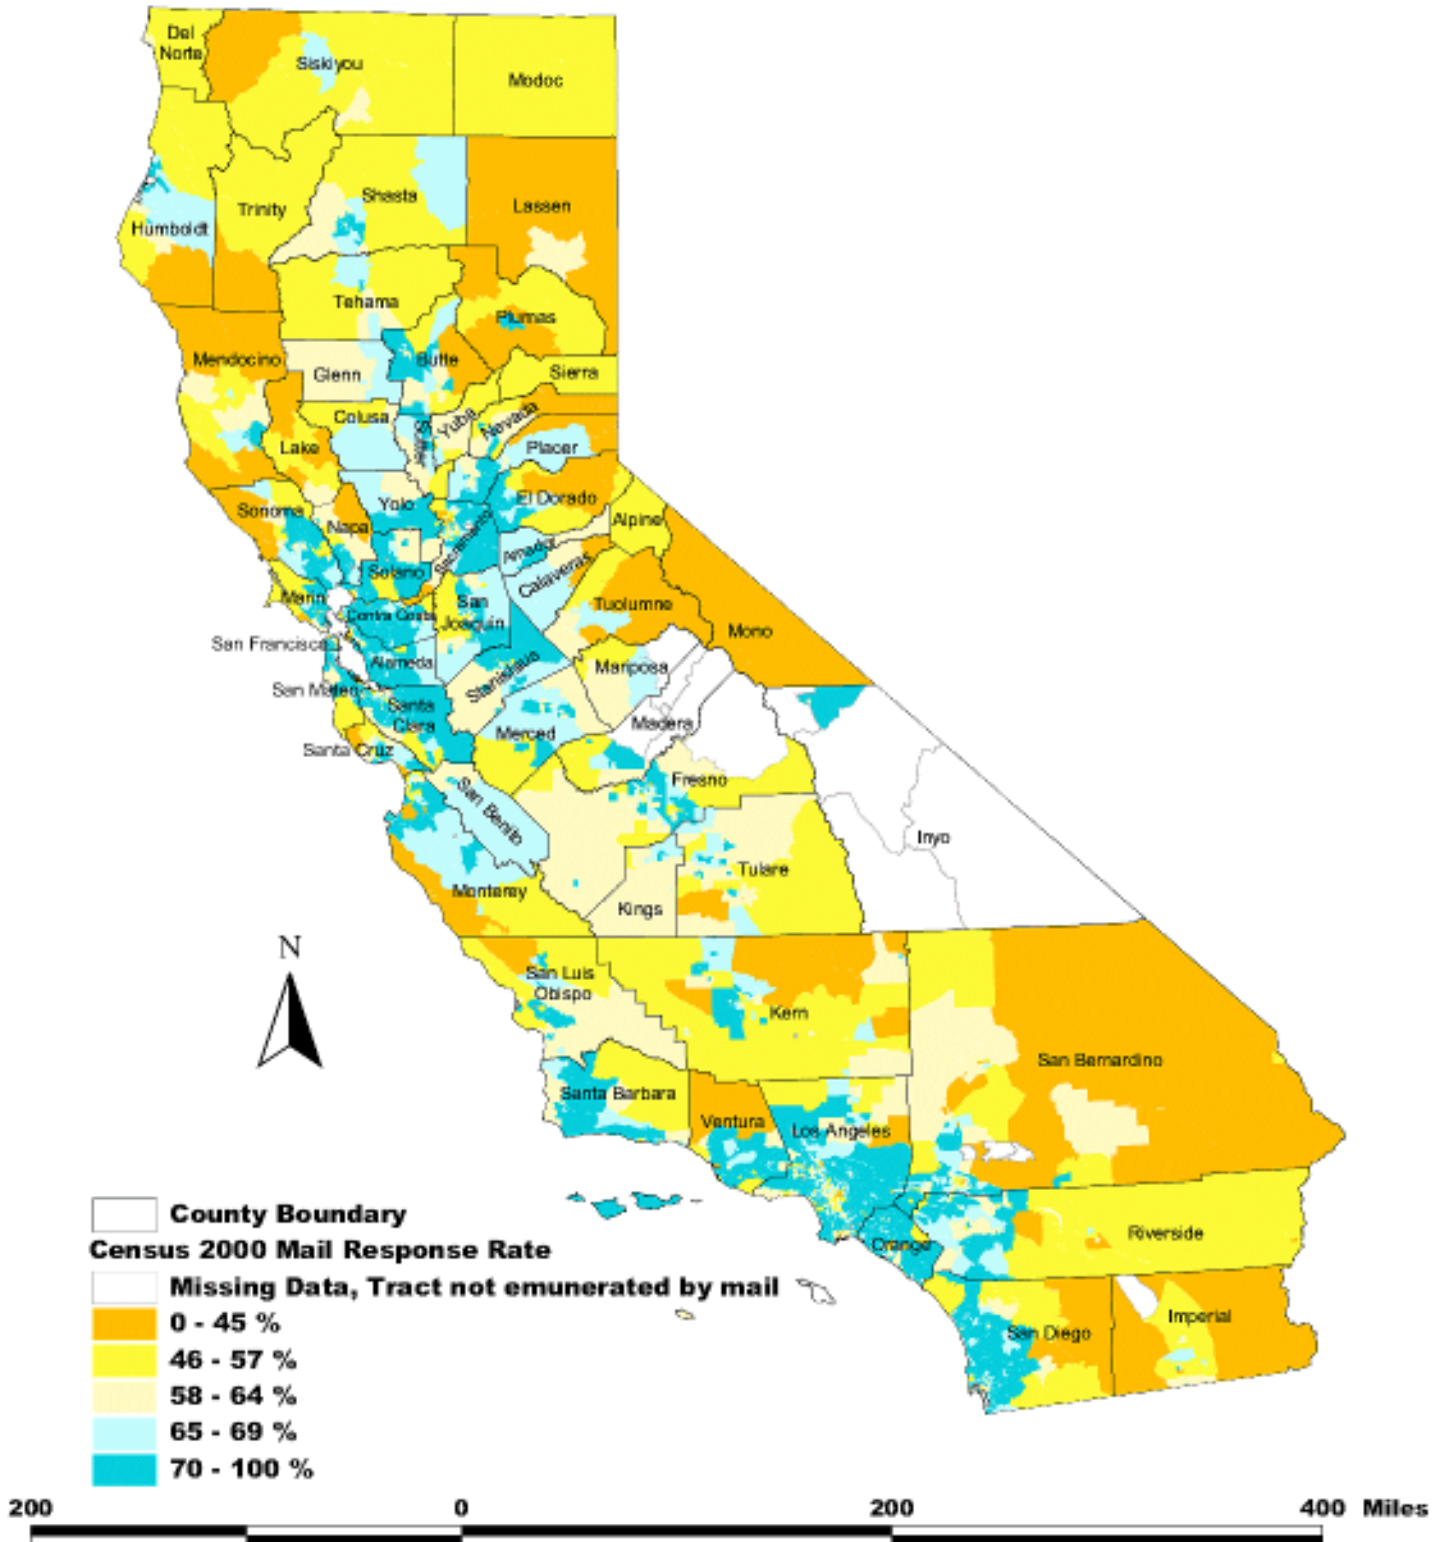 Del
Norte
Siskiyou
Modoc
Shasta
Lassen
Trinity
Humboldt
Tehama
Plumas
Mendocino
Glenn
Butte
Sierra
Colusa
Sutter
Yuba
Nevada
Lake
Placer
Sonoma
Napa
Yolo
El Dorado
Sacramento
Alpine
Amador
Solano
Calaveras
Marin
Contra Costa
San
Joaquin
Tuolumne
Mono
San Francisco
Alameda
Stanislaus
Mariposa
San Mateo
Santa
Clara
Merced
Madera
Santa Cruz
San Benito
Fresno
Inyo
Tulare
Monterey
Kings
N
San Luis
Obispo
Kern
San Bernardino
Santa Barbara
Ventura
Los Angeles
Orange
Riverside
San Diego
Imperial
County Boundary
Census 2000 Mail Response Rate
Missing Data, Tract not emunerated by mail
0 - 45 %
46 - 57 %
58 - 64 %
65 - 69 %
70 - 100 %
200 0 200 400 Miles